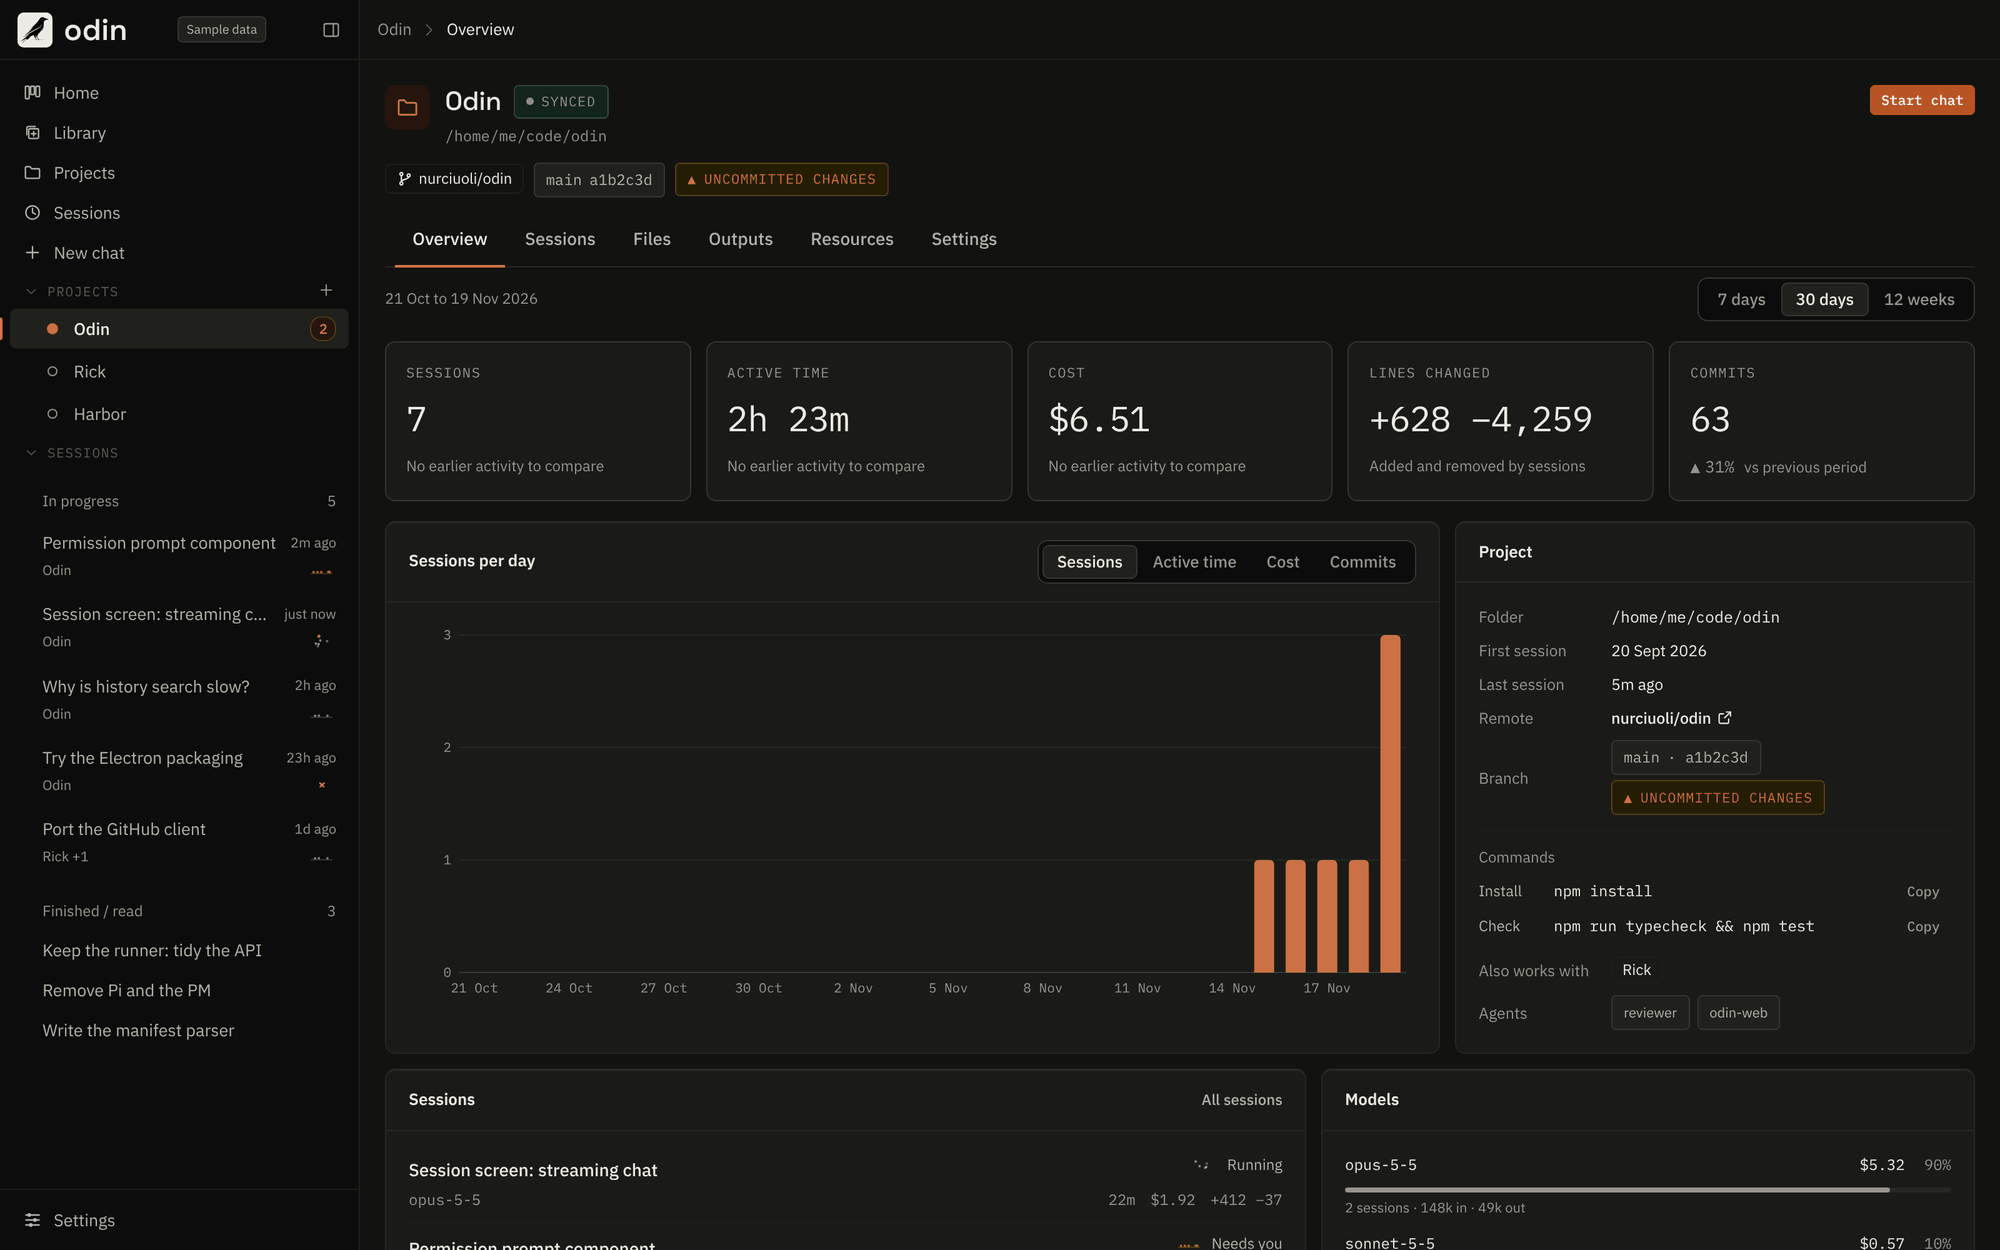 odin
Sample data
Home
Library
Projects
Sessions
New chat
PROJECTS
Odin
2
Rick
Harbor
SESSIONS
In progress
5
Permission prompt component
2m ago
Odin
Session screen: streaming c...
just now
Odin
Why is history search slow?
2h ago
Odin
Try the Electron packaging
23h ago
Odin
Port the GitHub client
1d ago
Rick +1
Finished / read
3
Keep the runner: tidy the API
Remove Pi and the PM
Write the manifest parser
Settings
Odin
Overview
Odin
SYNCED
Start chat
/home/me/code/odin
nurciuoli/odin
main a1b2c3d
▲ UNCOMMITTED CHANGES
Overview
Sessions
Files
Outputs
Resources
Settings
21 Oct to 19 Nov 2026
7 days
30 days
12 weeks
SESSIONS
7
No earlier activity to compare
ACTIVE TIME
2h 23m
No earlier activity to compare
COST
$6.51
No earlier activity to compare
LINES CHANGED
+628 −4,259
Added and removed by sessions
COMMITS
63
▲ 31% vs previous period
Sessions per day
Sessions
Active time
Cost
Commits
3
2
1
0
21 Oct
24 Oct
27 Oct
30 Oct
2 Nov
5 Nov
8 Nov
11 Nov
14 Nov
17 Nov
Project
Folder
/home/me/code/odin
First session
20 Sept 2026
Last session
5m ago
Remote
nurciuoli/odin
Branch
main · a1b2c3d
▲ UNCOMMITTED CHANGES
Commands
Install
npm install
Copy
Check
npm run typecheck && npm test
Copy
Also works with
Rick
Agents
reviewer
odin-web
Sessions
All sessions
Session screen: streaming chat
Running
opus-5-5
22m $1.92 +412 −37
Permission prompt component
Needs you
Models
opus-5-5
$5.32 90%
2 sessions · 148k in · 49k out
sonnet-5-5
$0.57 10%